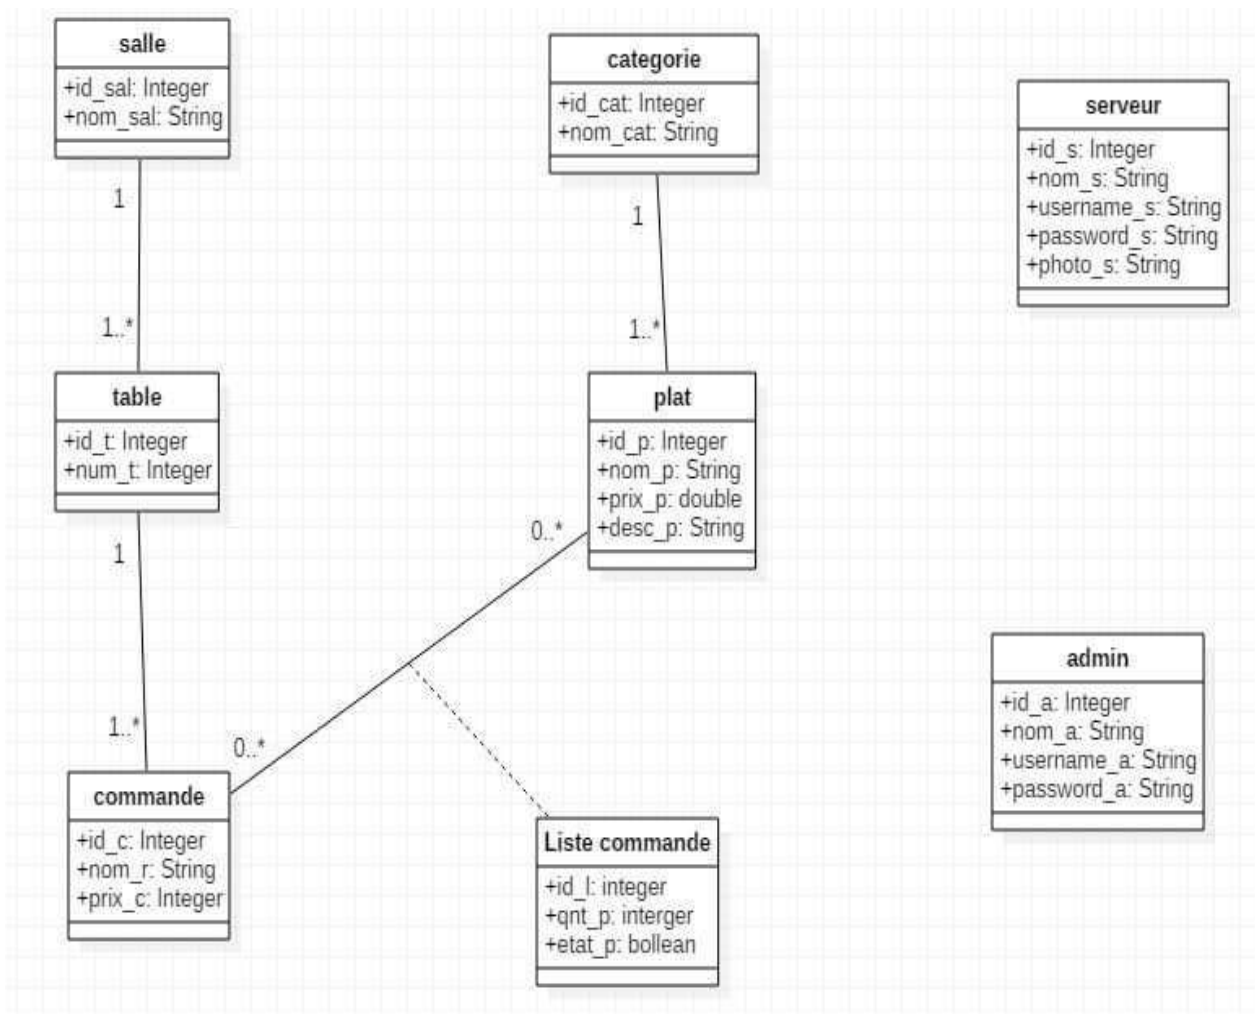 salle
+id_sal: Integer
+nom_sal: String
1
1..*
table
+id_t: Integer
+num_t: Integer
1
1..*
commande
+id_c: Integer
+nom_r: String
+prix_c: Integer
categorie
+id_cat: Integer
+nom_cat: String
1
1..*
plat
+id_p: Integer
+nom_p: String
+prix_p: double
+desc_p: String
0..*
0..*
Liste commande
+id_l: integer
+qnt_p: interger
+etat_p: bollean
serveur
+id_s: Integer
+nom_s: String
+username_s: String
+password_s: String
+photo_s: String
admin
+id_a: Integer
+nom_a: String
+username_a: String
+password_a: String